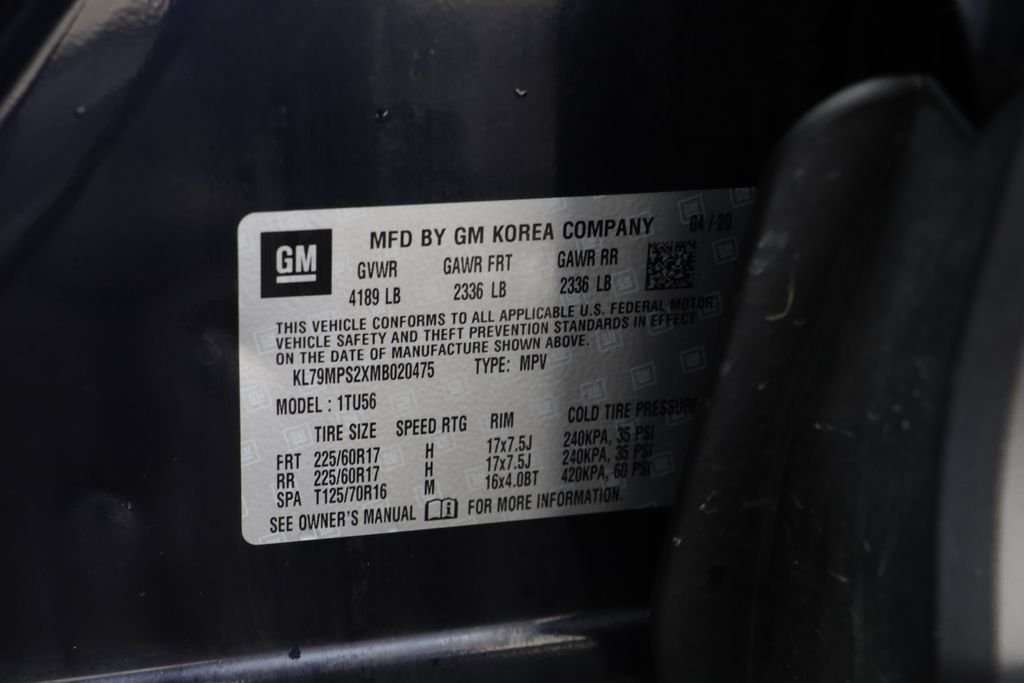 GM
MFD BY GM KOREA COMPANY 04/20
GVWR GAWR FRT GAWR RR
4189 LB 2336 LB 2336 LB
THIS VEHICLE CONFORMS TO ALL APPLICABLE U.S. FEDERAL MOTOR
VEHICLE SAFETY AND THEFT PREVENTION STANDARDS IN EFFECT
ON THE DATE OF MANUFACTURE SHOWN ABOVE.
KL79MPS2XMB020475 TYPE: MPV
MODEL : 1TU56
TIRE SIZE SPEED RTG RIM COLD TIRE PRESSURE
FRT 225/60R17 H 17x7.5J 240KPA, 35 PSI
RR 225/60R17 H 17x7.5J 240KPA, 35 PSI
SPA T125/70R16 M 16x4.0BT 420KPA, 60 PSI
SEE OWNER'S MANUAL FOR MORE INFORMATION.